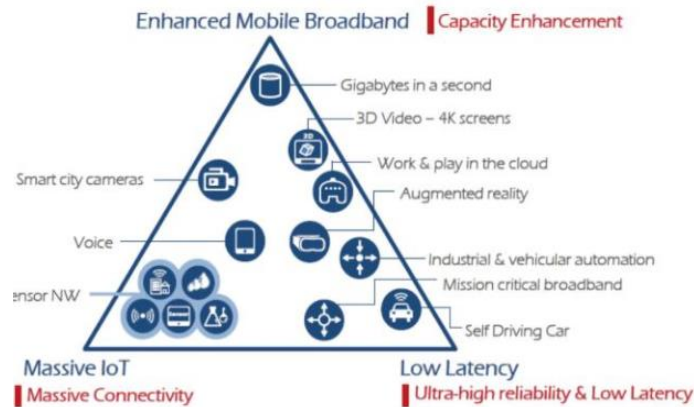 Enhanced Mobile Broadband
Capacity Enhancement
Gigabytes in a second
3D Video – 4K screens
3D
Work & play in the cloud
Smart city cameras
Augmented reality
Voice
Industrial & vehicular automation
Mission critical broadband
ensor NW
Self Driving Car
Massive IoT
Low Latency
Massive Connectivity
Ultra-high reliability & Low Latency